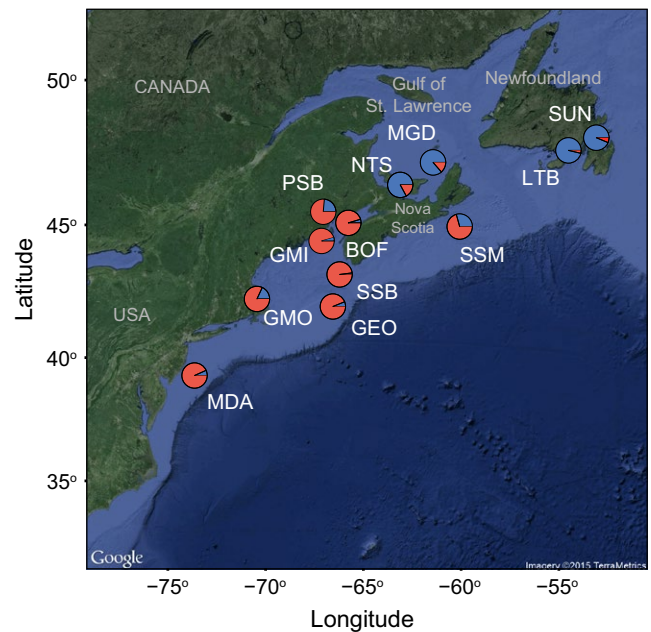 50°
45°
40°
35°
Latitude
CANADA
Gulf of
St. Lawrence
Newfoundland
SUN
MGD
NTS
LTB
PSB
Nova
Scotia
BOF
GMI
SSM
SSB
USA
GMO
GEO
MDA
Google
Imagery ©2015 TerraMetrics
−75°
−70°
−65°
−60°
−55°
Longitude